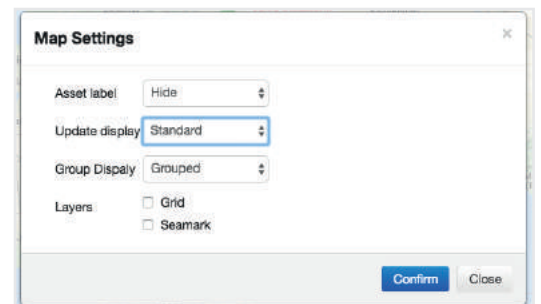 Map Settings ×
Asset label Hide
Update display Standard
Group Dispaly Grouped
Layers Grid
Seamark
Confirm Close